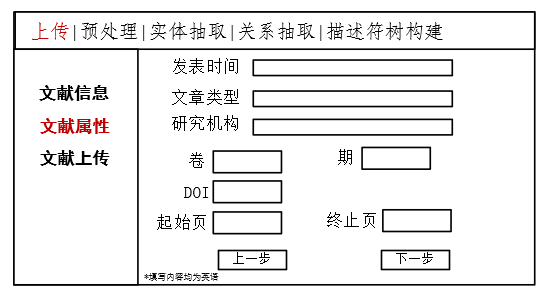 上传|预处理|实体抽取|关系抽取|描述符树构建
文献信息
文献属性
文献上传
发表时间
文章类型
研究机构
卷 期
DOI
起始页 终止页
上一步 下一步
*填写内容均为英语